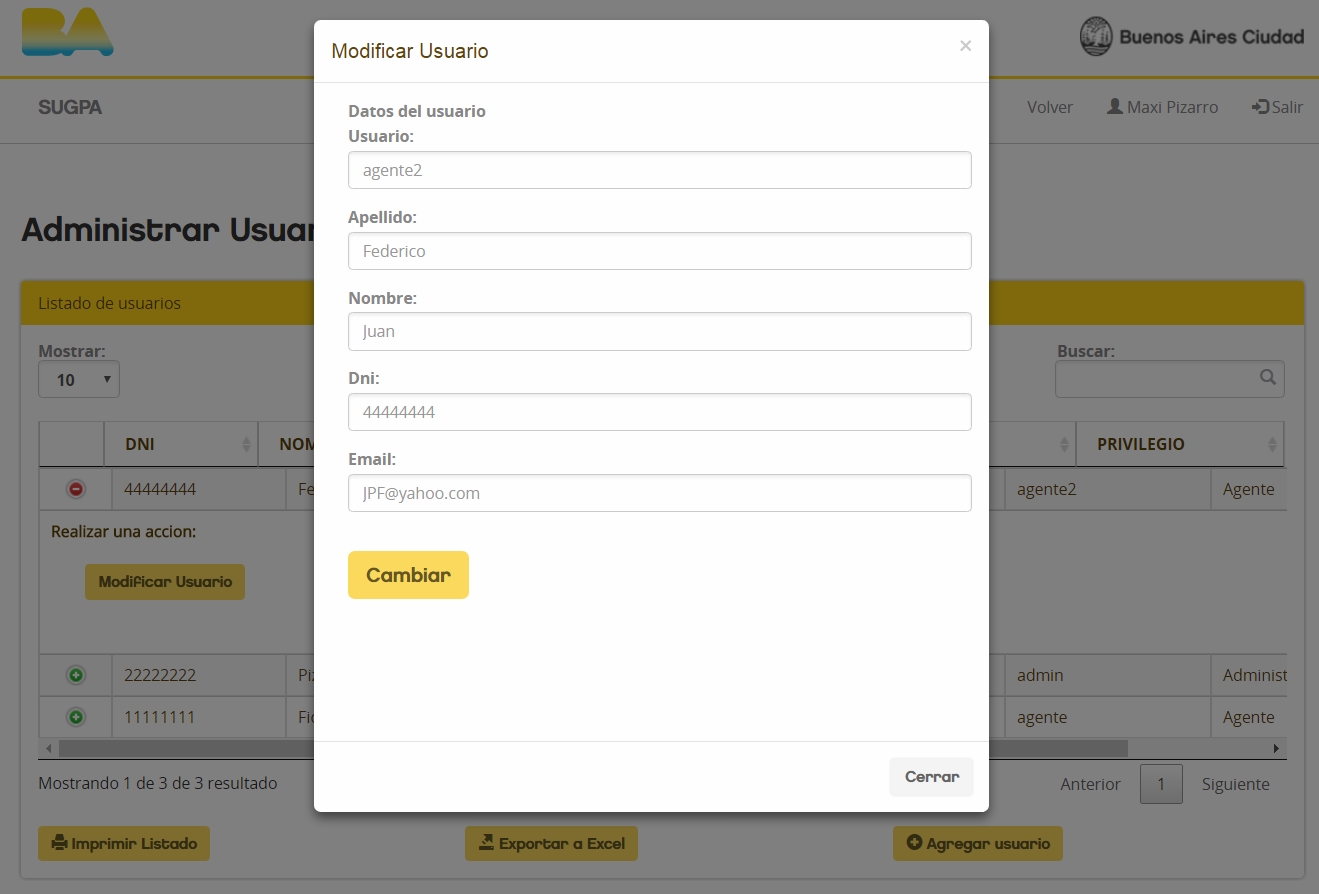 BA
Buenos Aires Ciudad
SUGPA
Volver
Maxi Pizarro
Salir
Modificar Usuario
×
Datos del usuario
Usuario:
agente2
Apellido:
Federico
Nombre:
Juan
Dni:
44444444
Email:
JPF@yahoo.com
Cambiar
Cerrar
Administrar Usuar
Listado de usuarios
Mostrar:
10
Buscar:
DNI
NOM
PRIVILEGIO
44444444
Fe
agente2
Agente
Realizar una accion:
Modificar Usuario
22222222
Piz
admin
Administ
11111111
Fid
agente
Agente
Mostrando 1 de 3 de 3 resultado
Anterior
1
Siguiente
Imprimir Listado
Exportar a Excel
Agregar usuario